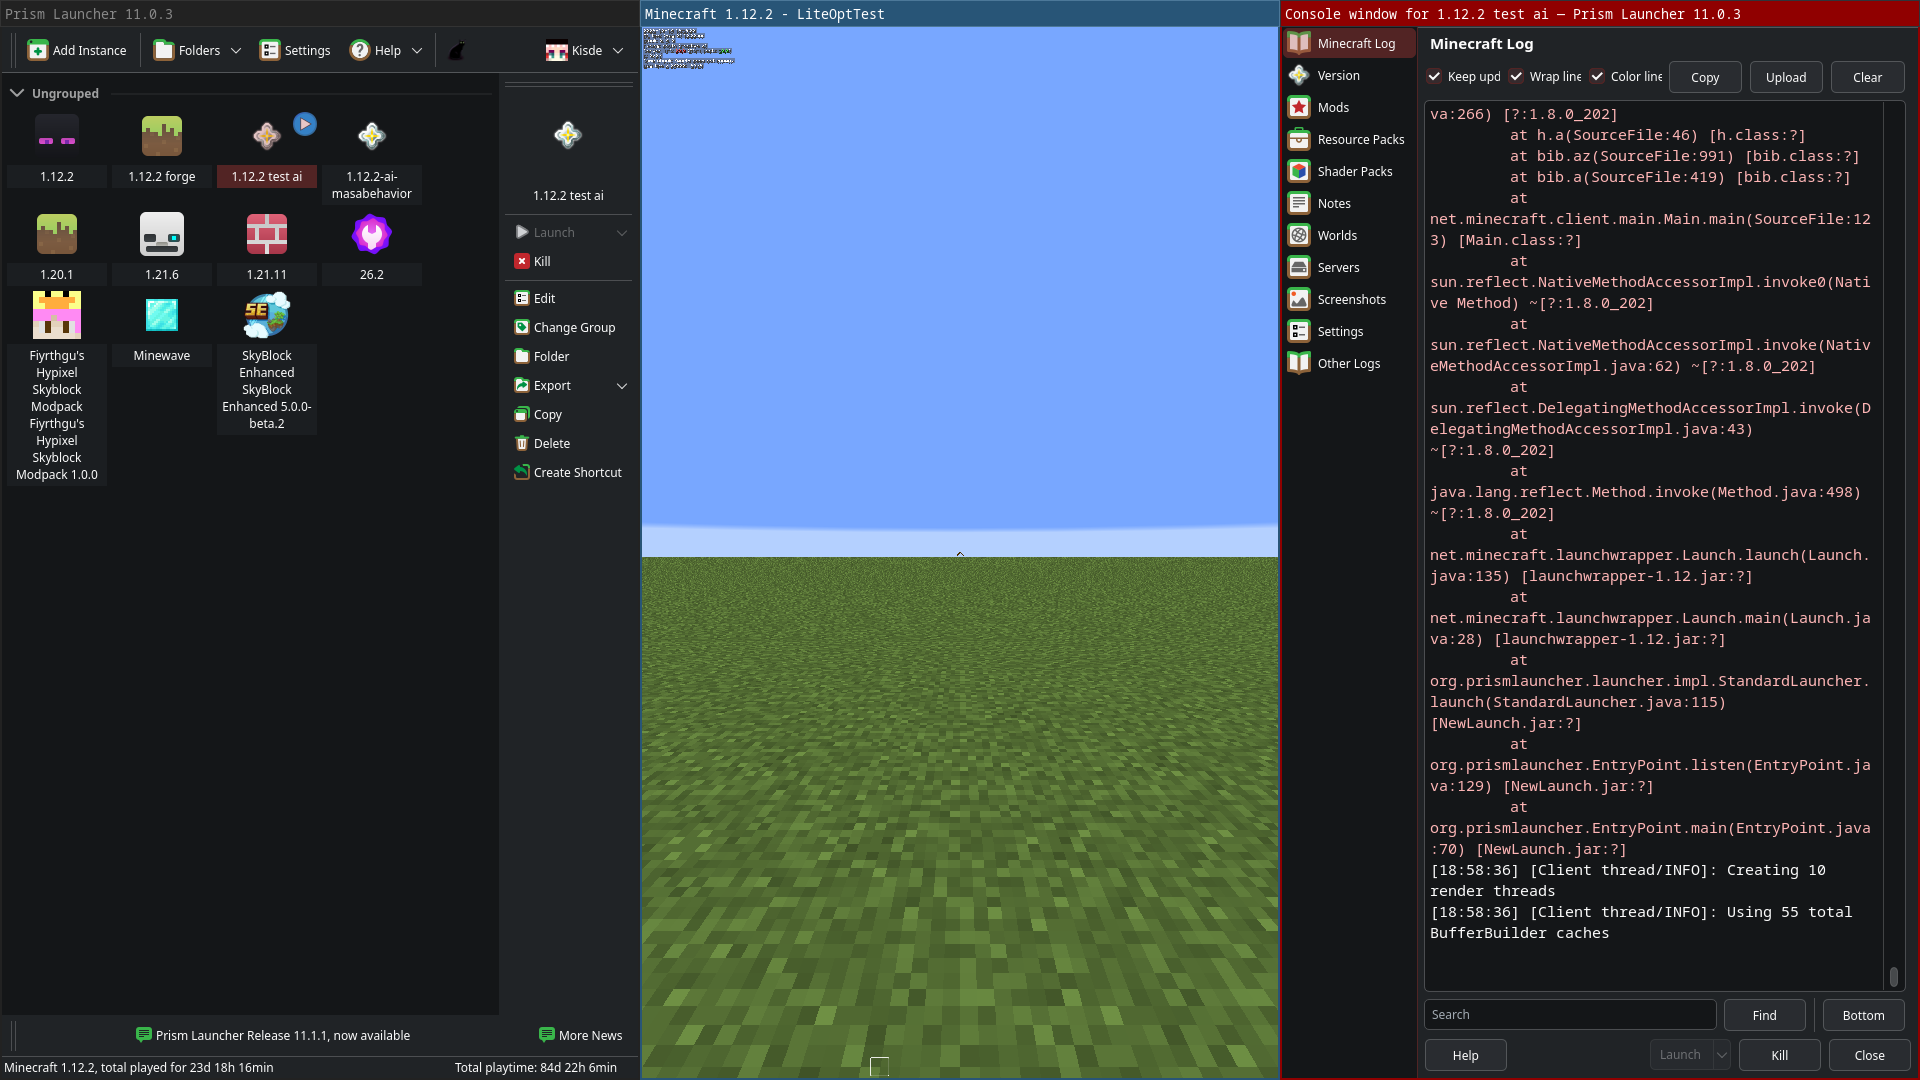 Prism Launcher 11.0.3
Add Instance
Folders
Settings
Help
Kisde
Ungrouped
1.12.2
1.12.2 forge
1.12.2 test ai
1.12.2-ai-
masabehavior
1.20.1
1.21.6
1.21.11
26.2
Fiyrthgu's
Hypixel
Skyblock
Modpack
Fiyrthgu's
Hypixel
Skyblock
Modpack 1.0.0
Minewave
SkyBlock
Enhanced
SkyBlock
Enhanced 5.0.0-
beta.2
1.12.2 test ai
Launch
Kill
Edit
Change Group
Folder
Export
Copy
Delete
Create Shortcut
Prism Launcher Release 11.1.1, now available
More News
Minecraft 1.12.2, total played for 23d 18h 16min
Total playtime: 84d 22h 6min
Minecraft 1.12.2 - LiteOptTest
Console window for 1.12.2 test ai — Prism Launcher 11.0.3
Minecraft Log
Version
Mods
Resource Packs
Shader Packs
Notes
Worlds
Servers
Screenshots
Settings
Other Logs
Minecraft Log
Keep upd
Wrap line
Color line
Copy
Upload
Clear
va:266) [?:1.8.0_202]
at h.a(SourceFile:46) [h.class:?]
at bib.az(SourceFile:991) [bib.class:?]
at bib.a(SourceFile:419) [bib.class:?]
at
net.minecraft.client.main.Main.main(SourceFile:12
3) [Main.class:?]
at
sun.reflect.NativeMethodAccessorImpl.invoke0(Nati
ve Method) ~[?:1.8.0_202]
at
sun.reflect.NativeMethodAccessorImpl.invoke(Nativ
eMethodAccessorImpl.java:62) ~[?:1.8.0_202]
at
sun.reflect.DelegatingMethodAccessorImpl.invoke(D
elegatingMethodAccessorImpl.java:43)
~[?:1.8.0_202]
at
java.lang.reflect.Method.invoke(Method.java:498)
~[?:1.8.0_202]
at
net.minecraft.launchwrapper.Launch.launch(Launch.
java:135) [launchwrapper-1.12.jar:?]
at
net.minecraft.launchwrapper.Launch.main(Launch.ja
va:28) [launchwrapper-1.12.jar:?]
at
org.prismlauncher.launcher.impl.StandardLauncher.
launch(StandardLauncher.java:115)
[NewLaunch.jar:?]
at
org.prismlauncher.EntryPoint.listen(EntryPoint.ja
va:129) [NewLaunch.jar:?]
at
org.prismlauncher.EntryPoint.main(EntryPoint.java
:70) [NewLaunch.jar:?]
[18:58:36] [Client thread/INFO]: Creating 10
render threads
[18:58:36] [Client thread/INFO]: Using 55 total
BufferBuilder caches
Search
Find
Bottom
Help
Launch
Kill
Close